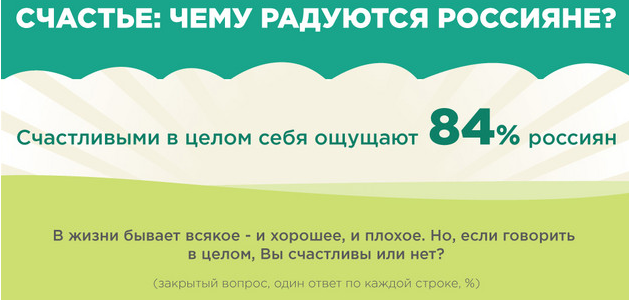 СЧАСТЬЕ: ЧЕМУ РАДУЮТСЯ РОССИЯНЕ?
Счастливыми в целом себя ощущают 84% россиян
В жизни бывает всякое - и хорошее, и плохое. Но, если говорить
в целом, Вы счастливы или нет?
(закрытый вопрос, один ответ по каждой строке, %)